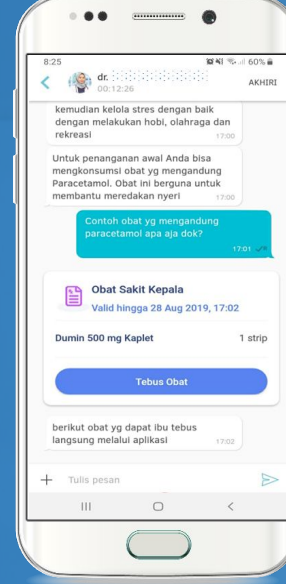 8:25
60%
dr.
00:12:26
AKHIRI
kemudian kelola stres dengan baik
dengan melakukan hobi, olahraga dan
rekreasi
17:00
Untuk penanganan awal Anda bisa
mengkonsumsi obat yg mengandung
Paracetamol. Obat ini berguna untuk
membantu meredakan nyeri
17:00
Contoh obat yg mengandung
paracetamol apa aja dok?
17:01
Obat Sakit Kepala
Valid hingga 28 Aug 2019, 17:02
Dumin 500 mg Kaplet 1 strip
Tebus Obat
berikut obat yg dapat ibu tebus
langsung melalui aplikasi
17:02
Tulis pesan